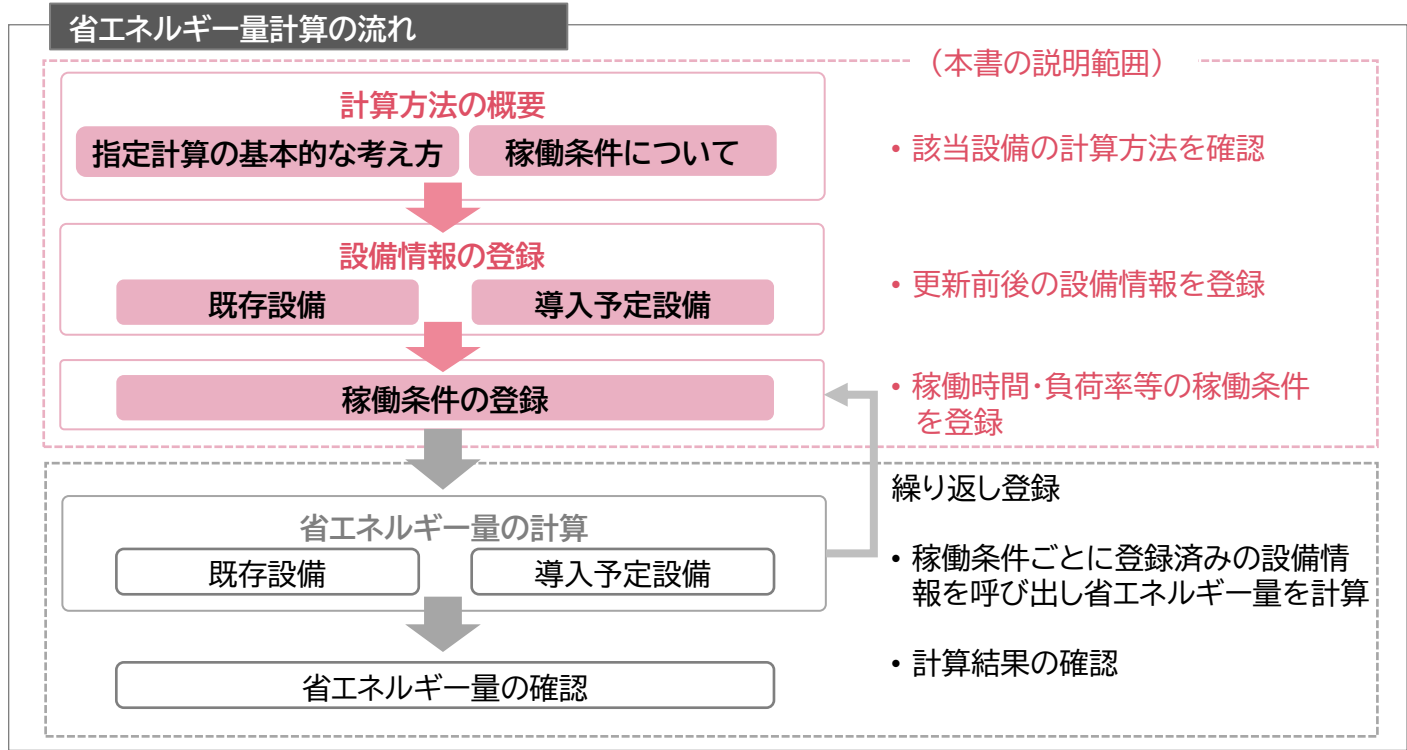 省エネルギー量計算の流れ
（本書の説明範囲）
計算方法の概要
指定計算の基本的な考え方
稼働条件について
・該当設備の計算方法を確認
設備情報の登録
既存設備
導入予定設備
・更新前後の設備情報を登録
稼働条件の登録
・稼働時間・負荷率等の稼働条件
を登録
繰り返し登録
省エネルギー量の計算
既存設備
導入予定設備
・稼働条件ごとに登録済みの設備情
報を呼び出し省エネルギー量を計算
省エネルギー量の確認
・計算結果の確認